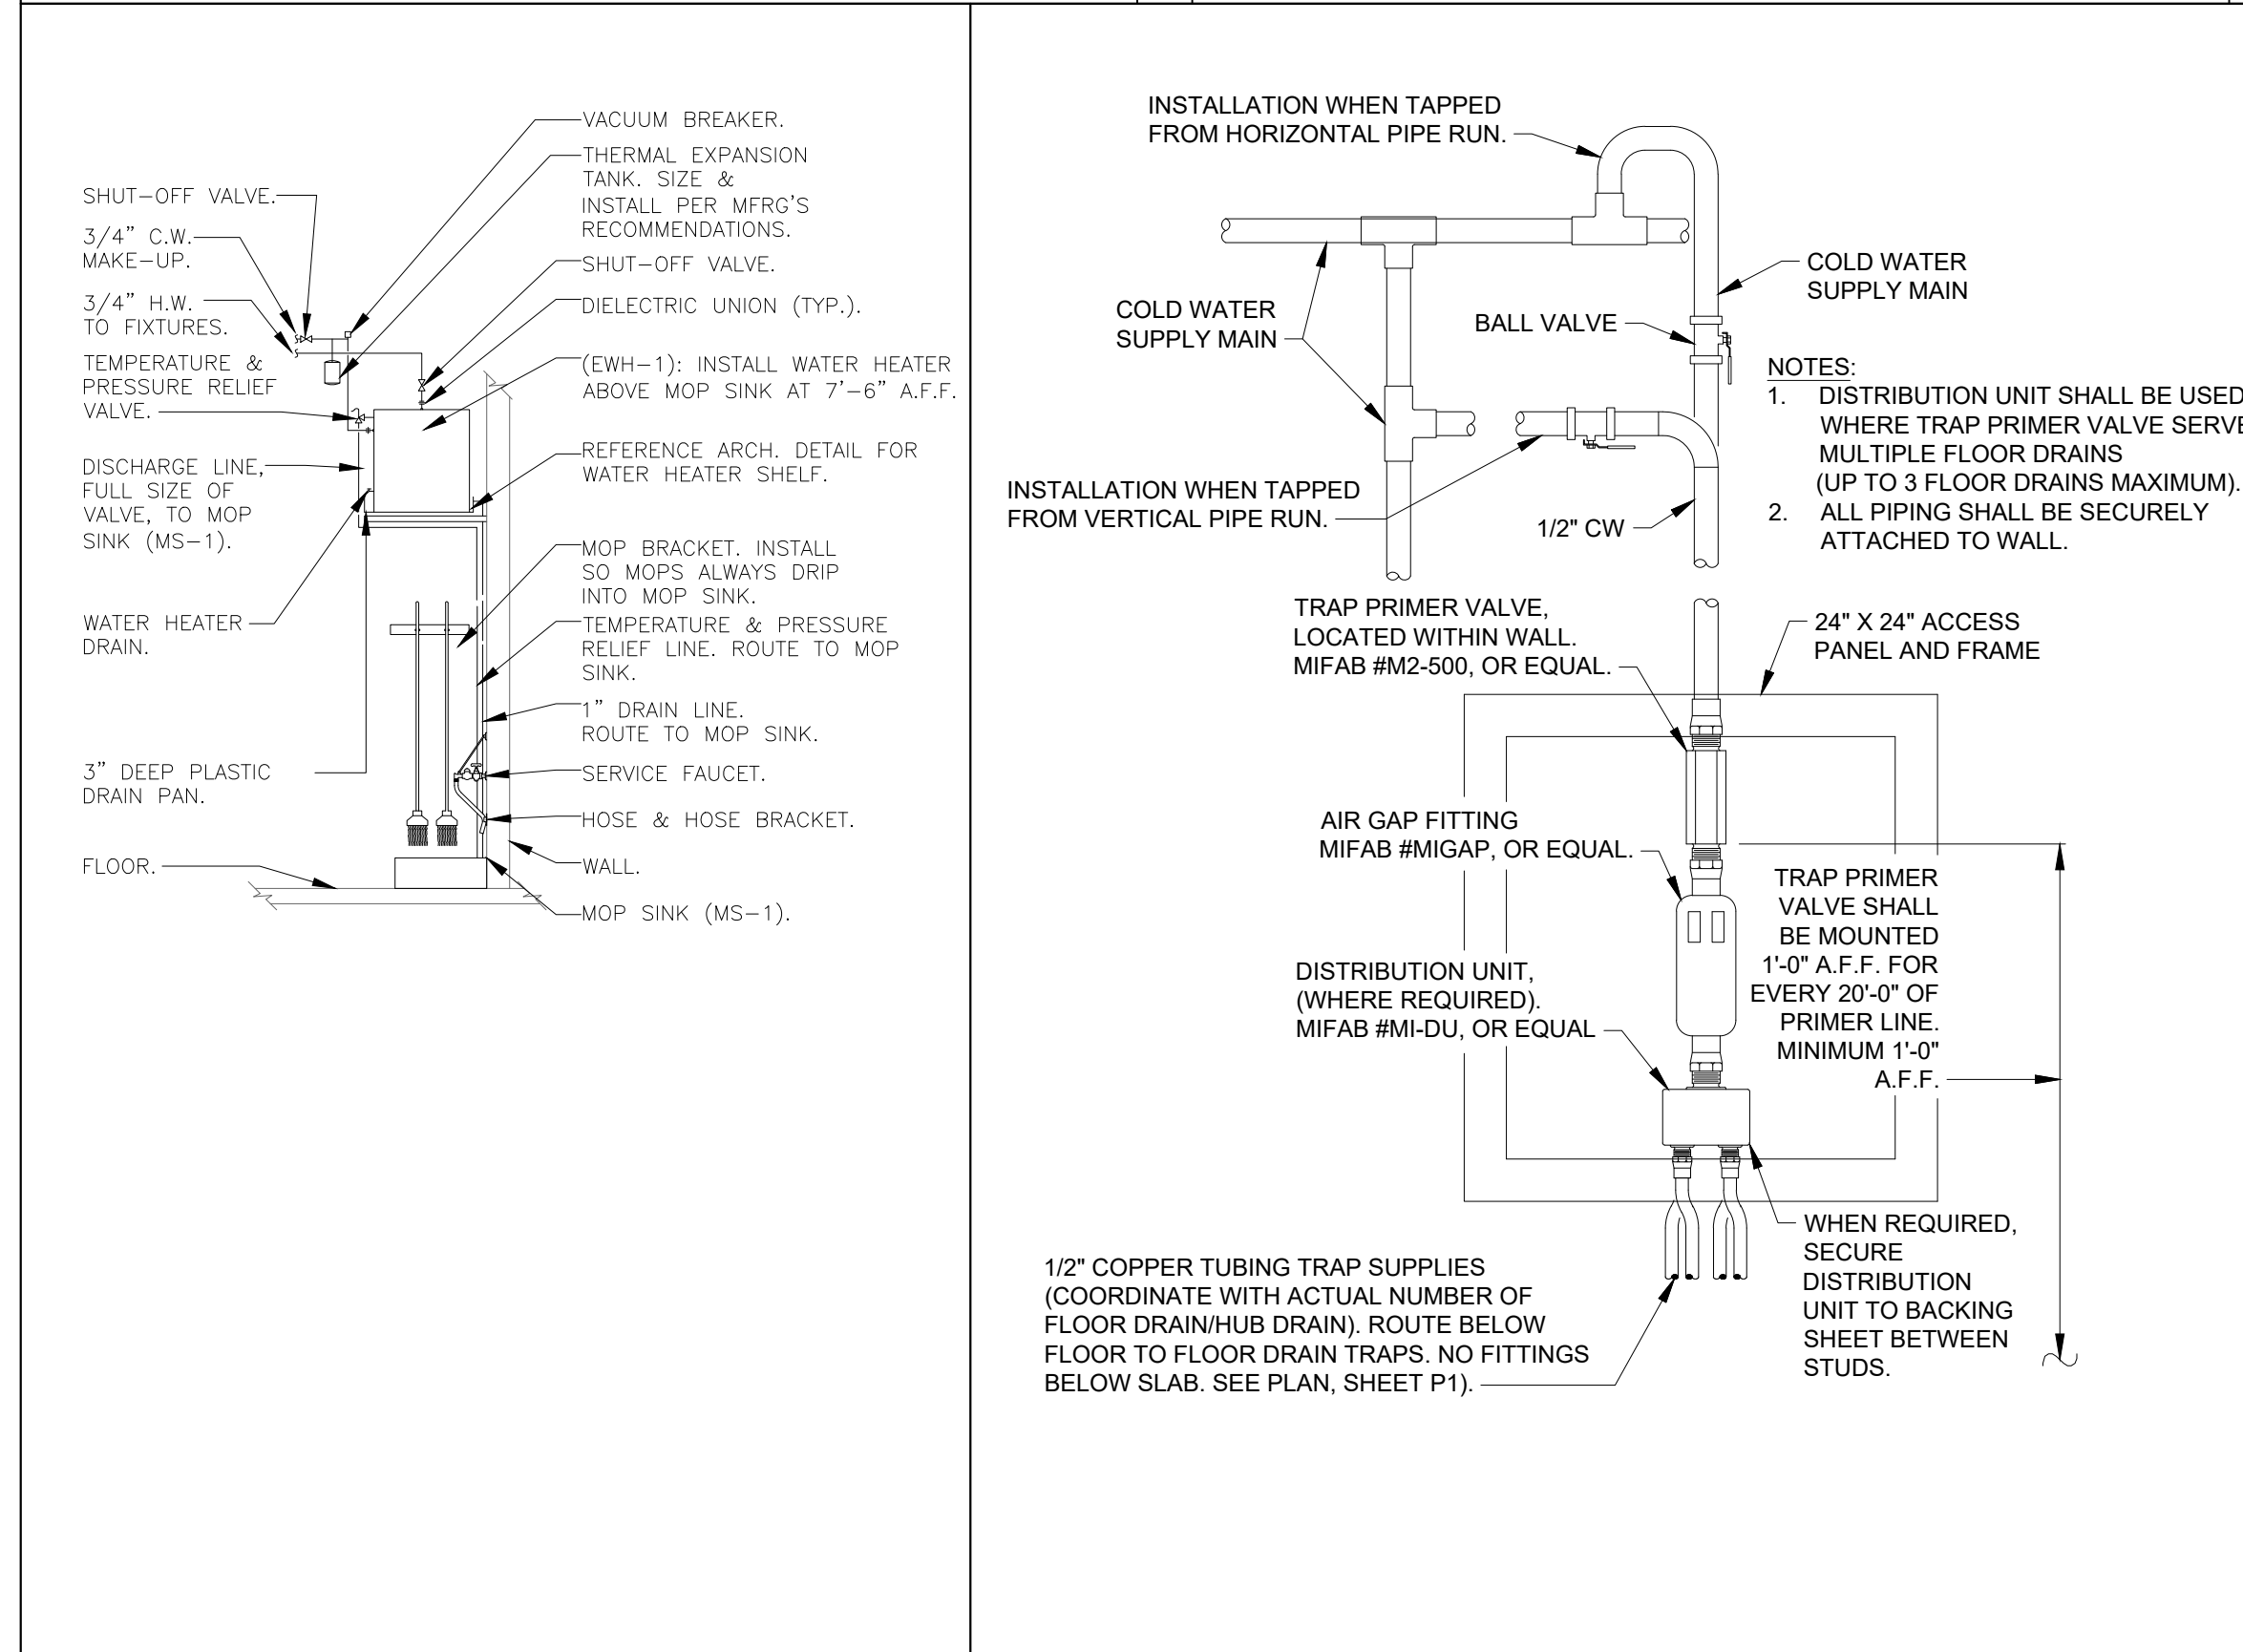 SHUT-OFF VALVE.
3/4" C.W.
MAKE-UP.
3/4" H.W.
TO FIXTURES.
TEMPERATURE &
PRESSURE RELIEF
VALVE.
DISCHARGE LINE,
FULL SIZE OF
VALVE, TO MOP
SINK (MS-1).
WATER HEATER
DRAIN.
3" DEEP PLASTIC
DRAIN PAN.
FLOOR.
VACUUM BREAKER.
THERMAL EXPANSION
TANK. SIZE &
INSTALL PER MFRG'S
RECOMMENDATIONS.
SHUT-OFF VALVE.
DIELECTRIC UNION (TYP.).
(EWH-1): INSTALL WATER HEATER
ABOVE MOP SINK AT 7'-6" A.F.F.
REFERENCE ARCH. DETAIL FOR
WATER HEATER SHELF.
MOP BRACKET. INSTALL
SO MOPS ALWAYS DRIP
INTO MOP SINK.
TEMPERATURE & PRESSURE
RELIEF LINE. ROUTE TO MOP
SINK.
1" DRAIN LINE.
ROUTE TO MOP SINK.
SERVICE FAUCET.
HOSE & HOSE BRACKET.
WALL.
MOP SINK (MS-1).
INSTALLATION WHEN TAPPED
FROM HORIZONTAL PIPE RUN.
COLD WATER
SUPPLY MAIN
COLD WATER
SUPPLY MAIN
BALL VALVE
INSTALLATION WHEN TAPPED
FROM VERTICAL PIPE RUN.
1/2" CW
NOTES:
1. DISTRIBUTION UNIT SHALL BE USED
WHERE TRAP PRIMER VALVE SERVE
MULTIPLE FLOOR DRAINS
(UP TO 3 FLOOR DRAINS MAXIMUM).
2. ALL PIPING SHALL BE SECURELY
ATTACHED TO WALL.
TRAP PRIMER VALVE,
LOCATED WITHIN WALL.
MIFAB #M2-500, OR EQUAL.
24" X 24" ACCESS
PANEL AND FRAME
AIR GAP FITTING
MIFAB #MIGAP, OR EQUAL.
TRAP PRIMER
VALVE SHALL
BE MOUNTED
1'-0" A.F.F. FOR
EVERY 20'-0" OF
PRIMER LINE.
MINIMUM 1'-0"
A.F.F.
DISTRIBUTION UNIT,
(WHERE REQUIRED).
MIFAB #MI-DU, OR EQUAL
WHEN REQUIRED,
SECURE
DISTRIBUTION
UNIT TO BACKING
SHEET BETWEEN
STUDS.
1/2" COPPER TUBING TRAP SUPPLIES
(COORDINATE WITH ACTUAL NUMBER OF
FLOOR DRAIN/HUB DRAIN). ROUTE BELOW
FLOOR TO FLOOR DRAIN TRAPS. NO FITTINGS
BELOW SLAB. SEE PLAN, SHEET P1).